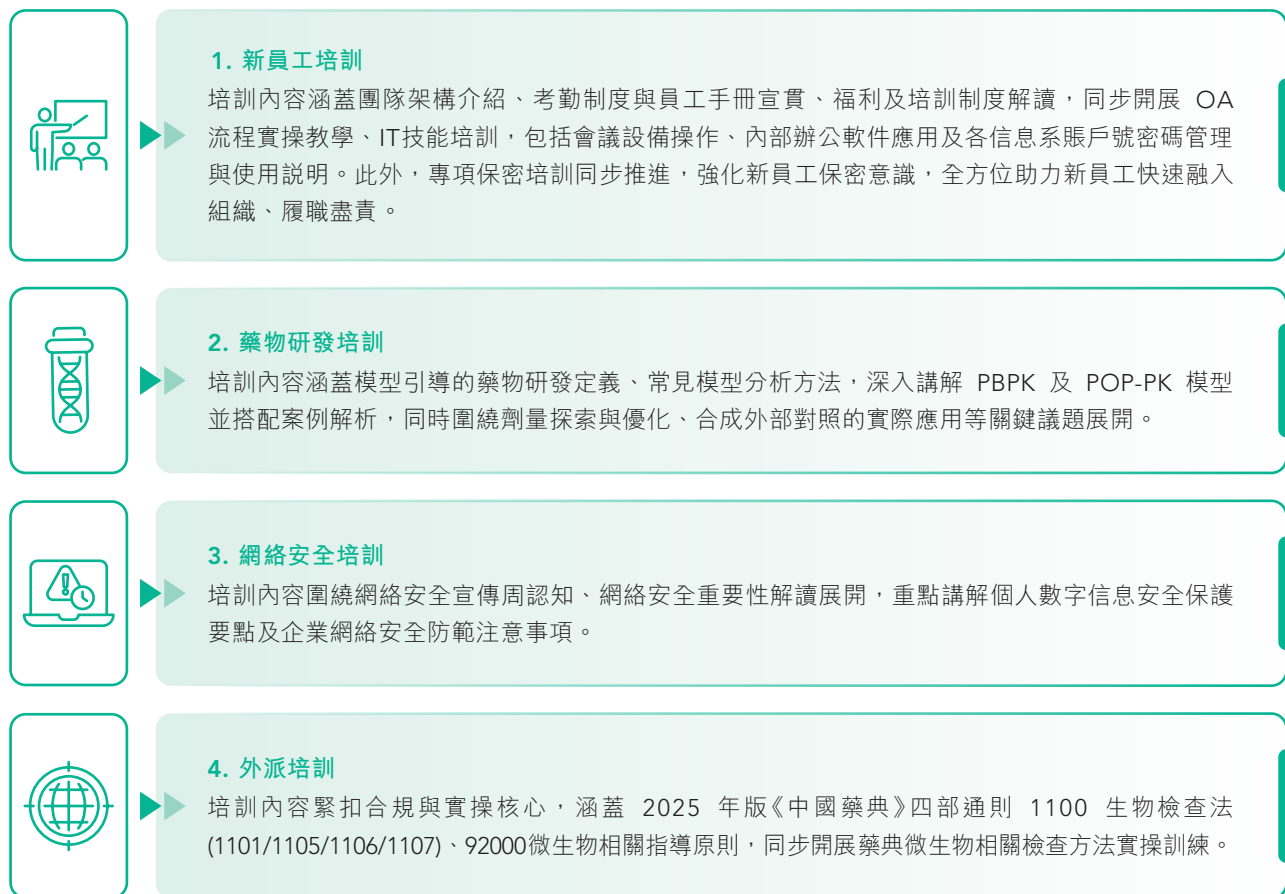 1. 新員工培訓
培訓內容涵蓋團隊架構介紹、考勤制度與員工手冊宣貫、福利及培訓制度解讀，同步開展 OA
流程實操教學、IT技能培訓，包括會議設備操作、內部辦公軟件應用及各信息系賬戶號密碼管理
與使用説明。此外，專項保密培訓同步推進，強化新員工保密意識，全方位助力新員工快速融入
組織、履職盡責。
2. 藥物研發培訓
培訓內容涵蓋模型引導的藥物研發定義、常見模型分析方法，深入講解 PBPK 及 POP-PK 模型
並搭配案例解析，同時圍繞劑量探索與優化、合成外部對照的實際應用等關鍵議題展開。
3. 網絡安全培訓
培訓內容圍繞網絡安全宣傳周認知、網絡安全重要性解讀展開，重點講解個人數字信息安全保護
要點及企業網絡安全防範注意事項。
4. 外派培訓
培訓內容緊扣合規與實操核心，涵蓋 2025 年版《中國藥典》四部通則 1100 生物檢查法
(1101/1105/1106/1107)、92000微生物相關指導原則，同步開展藥典微生物相關檢查方法實操訓練。